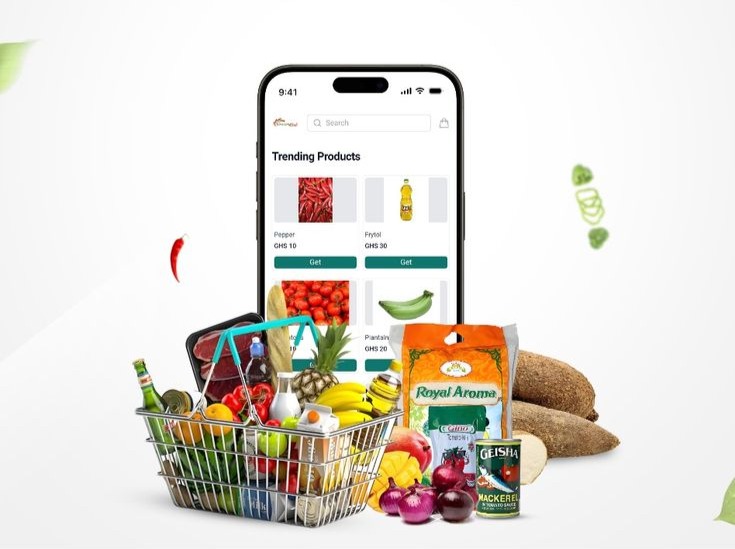 9:41
Search
Trending Products
Pepper
GHS 10
Get
Frytol
GHS 30
Get
Plantain
GHS 20
Royal Aroma
Gino
GEISHA
MACKEREL
IN TOMATO SAUCE
Milk